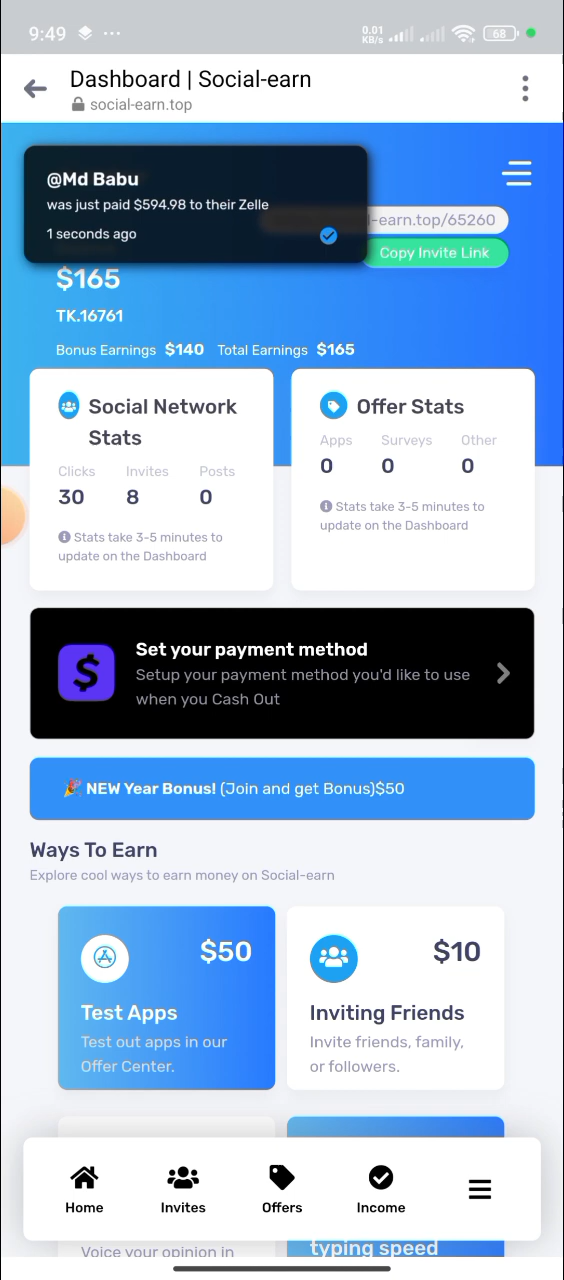 9:49
0.01
KB/s
68
Dashboard | Social-earn
social-earn.top
@Md Babu
was just paid $594.98 to their Zelle
1 seconds ago
l-earn.top/65260
Copy Invite Link
$165
TK.16761
Bonus Earnings $140 Total Earnings $165
Social Network
Stats
Clicks Invites Posts
30 8 0
Stats take 3-5 minutes to
update on the Dashboard
Offer Stats
Apps Surveys Other
0 0 0
Stats take 3-5 minutes to
update on the Dashboard
Set your payment method
Setup your payment method you'd like to use
when you Cash Out
🎉 NEW Year Bonus! (Join and get Bonus)$50
Ways To Earn
Explore cool ways to earn money on Social-earn
$50
Test Apps
Test out apps in our
Offer Center.
$10
Inviting Friends
Invite friends, family,
or followers.
Home Invites Offers Income
Voice your opinion in
typing speed